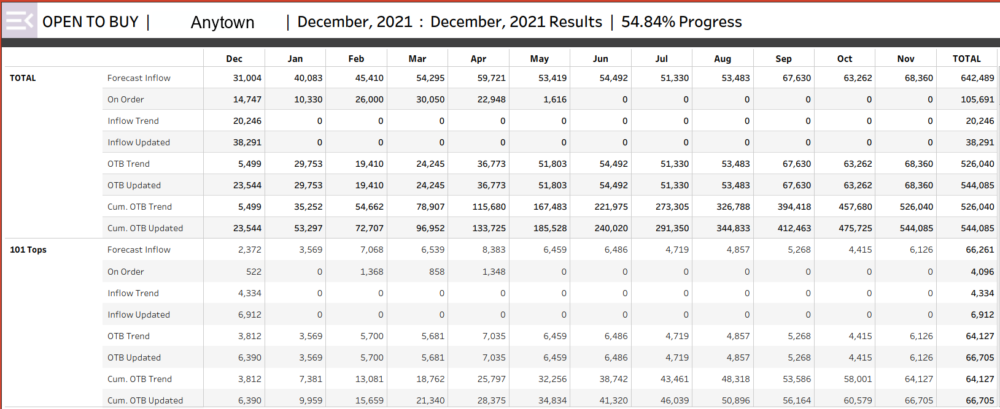 OPEN TO BUY | Anytown | December, 2021 : December, 2021 Results | 54.84% Progress
Dec Jan Feb Mar Apr May Jun Jul Aug Sep Oct Nov TOTAL
TOTAL Forecast Inflow 31,004 40,083 45,410 54,295 59,721 53,419 54,492 51,330 53,483 67,630 63,262 68,360 642,489
On Order 14,747 10,330 26,000 30,050 22,948 1,616 0 0 0 0 0 0 105,691
Inflow Trend 20,246 0 0 0 0 0 0 0 0 0 0 0 20,246
Inflow Updated 38,291 0 0 0 0 0 0 0 0 0 0 0 38,291
OTB Trend 5,499 29,753 19,410 24,245 36,773 51,803 54,492 51,330 53,483 67,630 63,262 68,360 526,040
OTB Updated 23,544 29,753 19,410 24,245 36,773 51,803 54,492 51,330 53,483 67,630 63,262 68,360 544,085
Cum. OTB Trend 5,499 35,252 54,662 78,907 115,680 167,483 221,975 273,305 326,788 394,418 457,680 526,040 526,040
Cum. OTB Updated 23,544 53,297 72,707 96,952 133,725 185,528 240,020 291,350 344,833 412,463 475,725 544,085 544,085
101 Tops Forecast Inflow 2,372 3,569 7,068 6,539 8,383 6,459 6,486 4,719 4,857 5,268 4,415 6,126 66,261
On Order 522 0 1,368 858 1,348 0 0 0 0 0 0 0 4,096
Inflow Trend 4,334 0 0 0 0 0 0 0 0 0 0 0 4,334
Inflow Updated 6,912 0 0 0 0 0 0 0 0 0 0 0 6,912
OTB Trend 3,812 3,569 5,700 5,681 7,035 6,459 6,486 4,719 4,857 5,268 4,415 6,126 64,127
OTB Updated 6,390 3,569 5,700 5,681 7,035 6,459 6,486 4,719 4,857 5,268 4,415 6,126 66,705
Cum. OTB Trend 3,812 7,381 13,081 18,762 25,797 32,256 38,742 43,461 48,318 53,586 58,001 64,127 64,127
Cum. OTB Updated 6,390 9,959 15,659 21,340 28,375 34,834 41,320 46,039 50,896 56,164 60,579 66,705 66,705